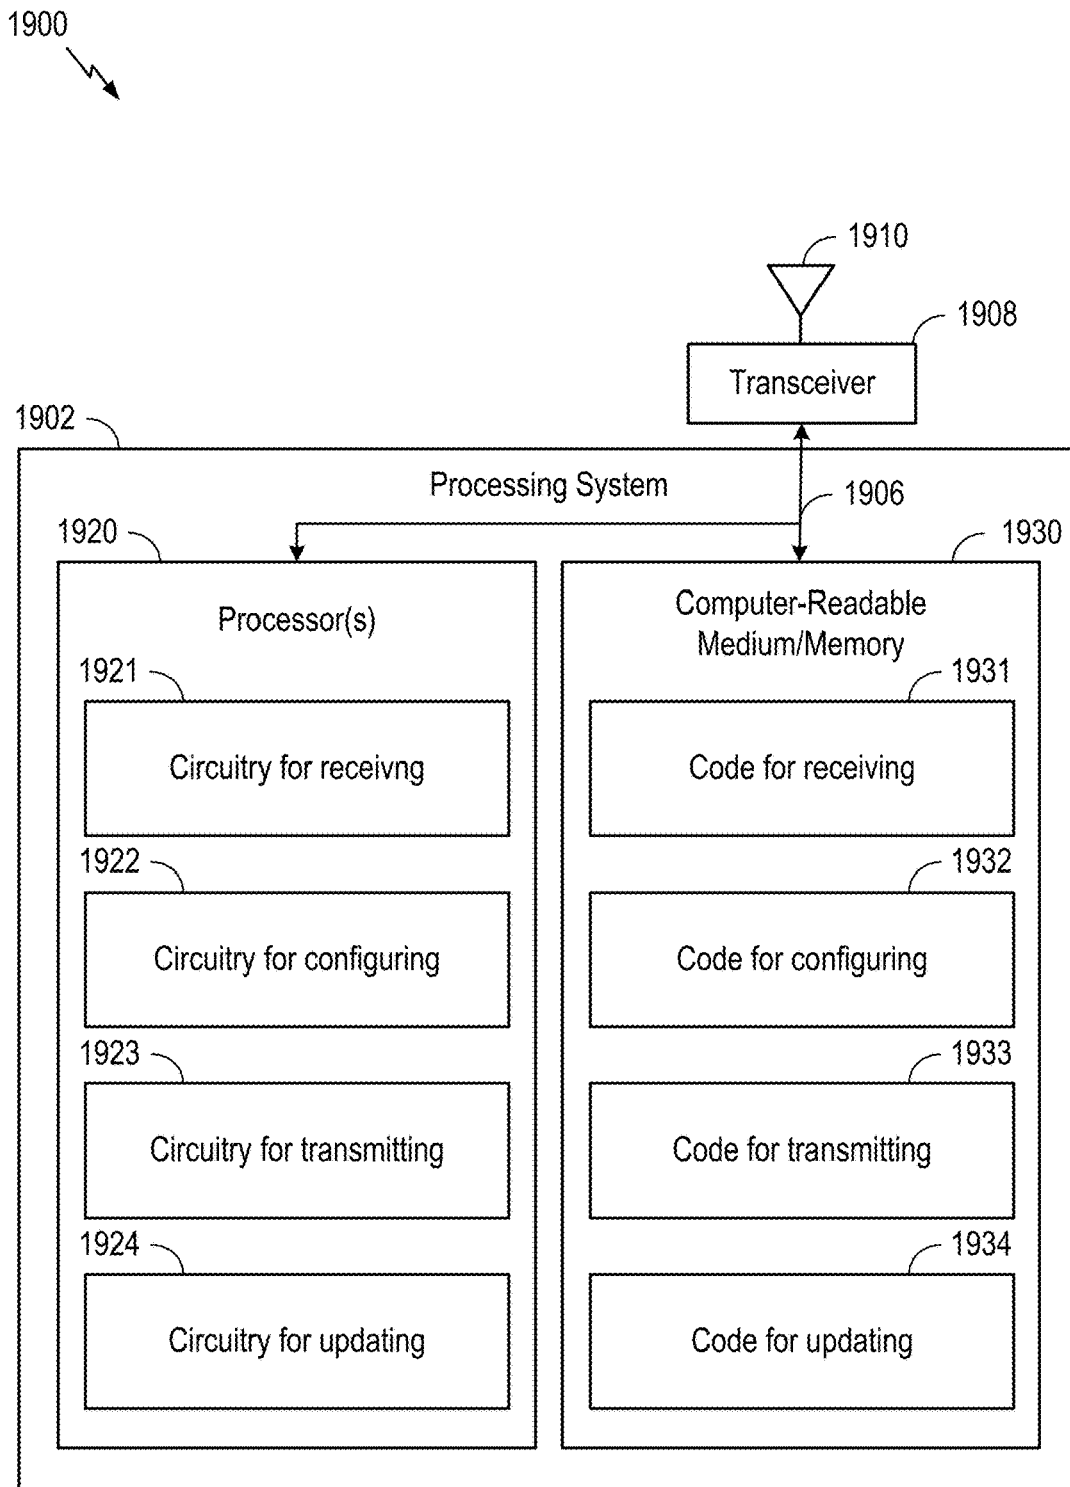 1900
1910
1908
Transceiver
1902
Processing System
1906
1920
1930
Processor(s)
Computer-Readable
Medium/Memory
1921
1931
Circuitry for receivng
Code for receiving
1922
1932
Circuitry for configuring
Code for configuring
1923
1933
Circuitry for transmitting
Code for transmitting
1924
1934
Circuitry for updating
Code for updating